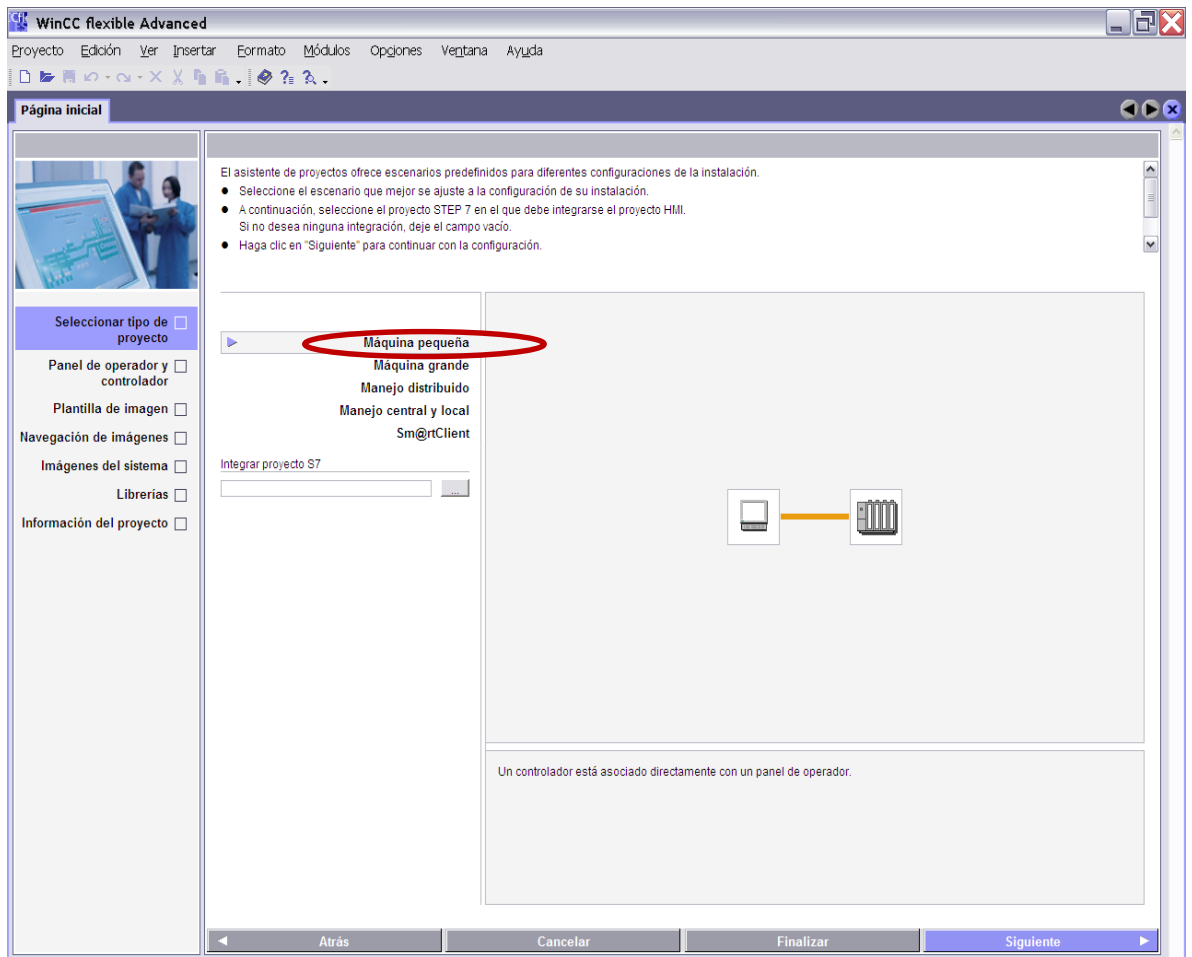 WinCC flexible Advanced
Proyecto Edición Ver Insertar Formato Módulos Opciones Ventana Ayuda
Página inicial
El asistente de proyectos ofrece escenarios predefinidos para diferentes configuraciones de la instalación.
● Seleccione el escenario que mejor se ajuste a la configuración de su instalación.
● A continuación, seleccione el proyecto STEP 7 en el que debe integrarse el proyecto HMI.
Si no desea ninguna integración, deje el campo vacío.
● Haga clic en "Siguiente" para continuar con la configuración.
Seleccionar tipo de
proyecto
Panel de operador y
controlador
Plantilla de imagen
Navegación de imágenes
Imágenes del sistema
Librerías
Información del proyecto
Máquina pequeña
Máquina grande
Manejo distribuido
Manejo central y local
Sm@rtClient
Integrar proyecto S7
...
Un controlador está asociado directamente con un panel de operador.
Atrás Cancelar Finalizar Siguiente